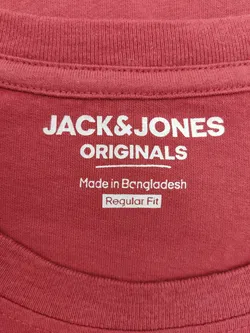 JACK&JONES
ORIGINALS
Made in Bangladesh
Regular Fit